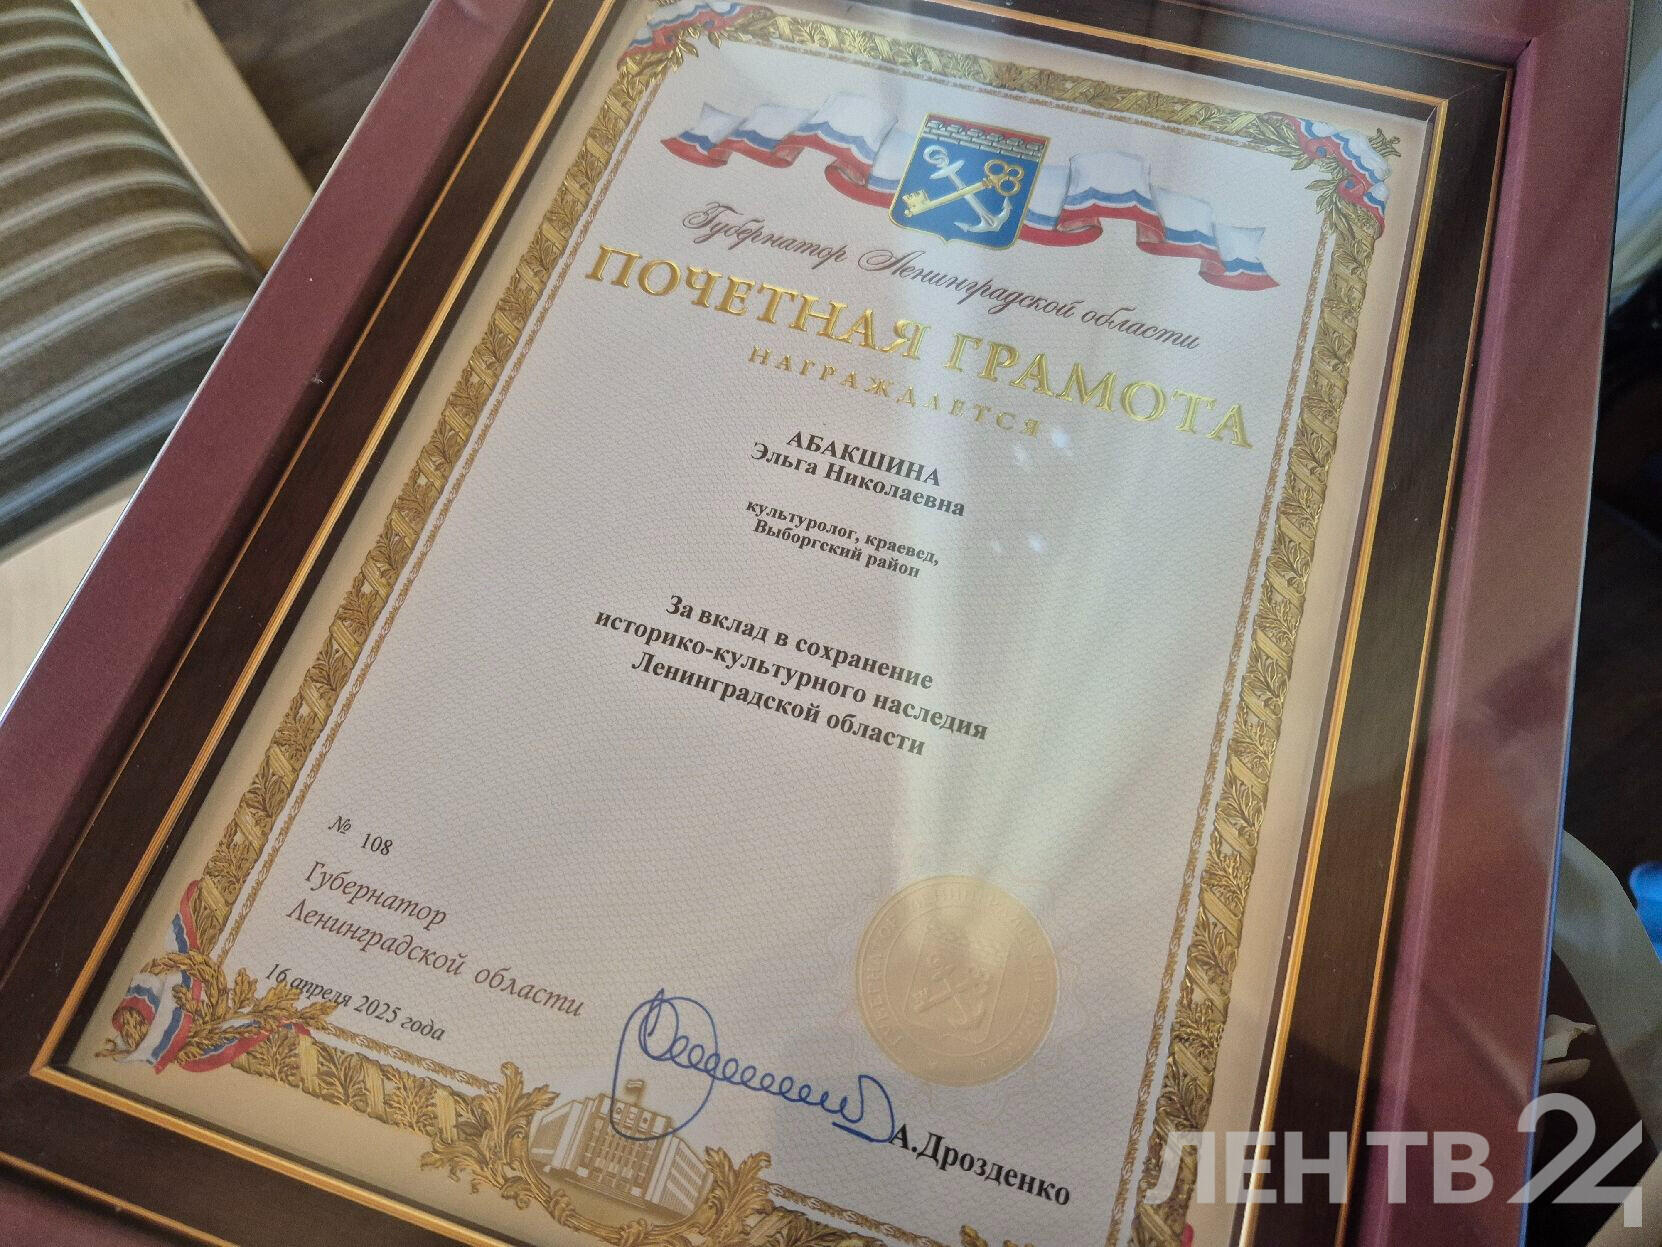 Губернатор Ленинградской области
ПОЧЕТНАЯ ГРАМОТА
НАГРАЖДАЕТСЯ
АБАКШИНА
Эльга Николаевна
культуролог, краевед,
Выборгский район
За вклад в сохранение
историко-культурного наследия
Ленинградской области
№ 108
Губернатор
Ленинградской области
16 апреля 2025 года
А.Дрозденко
ЛЕНТВ24